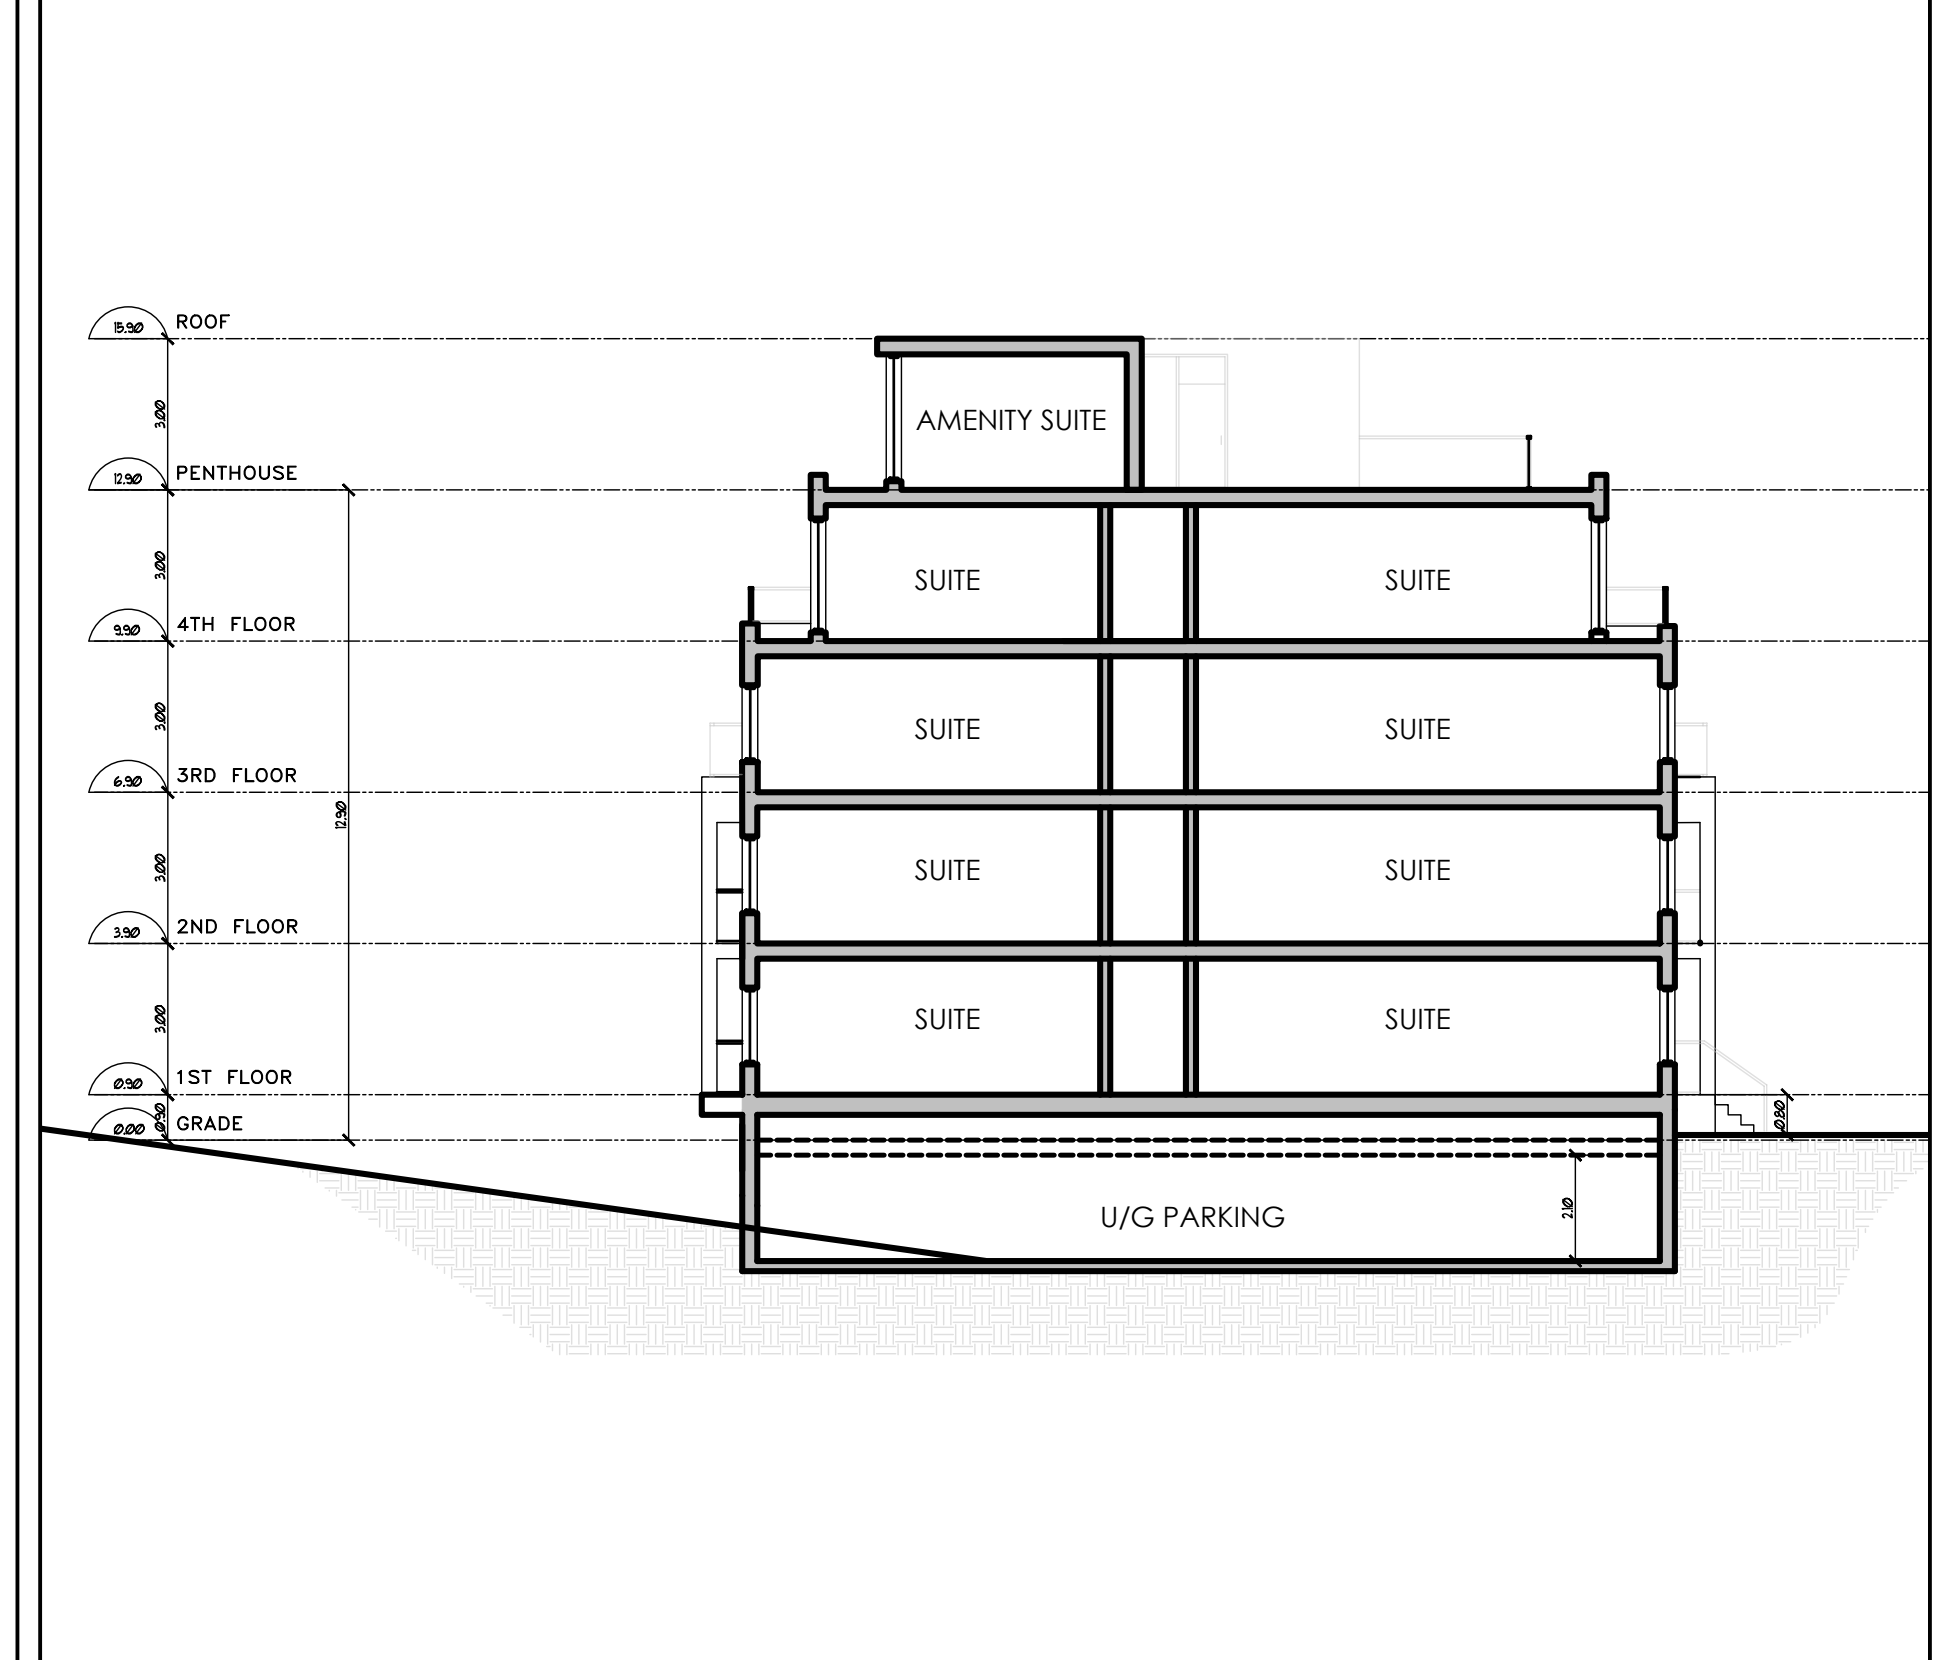 15.90 ROOF
3.00
AMENITY SUITE
12.90 PENTHOUSE
3.00
SUITE SUITE
9.90 4TH FLOOR
3.00
SUITE SUITE
6.90 3RD FLOOR
12.90
3.00
SUITE SUITE
3.90 2ND FLOOR
3.00
SUITE SUITE
0.90 1ST FLOOR
0.90
0.80
0.00 GRADE
2.10
U/G PARKING